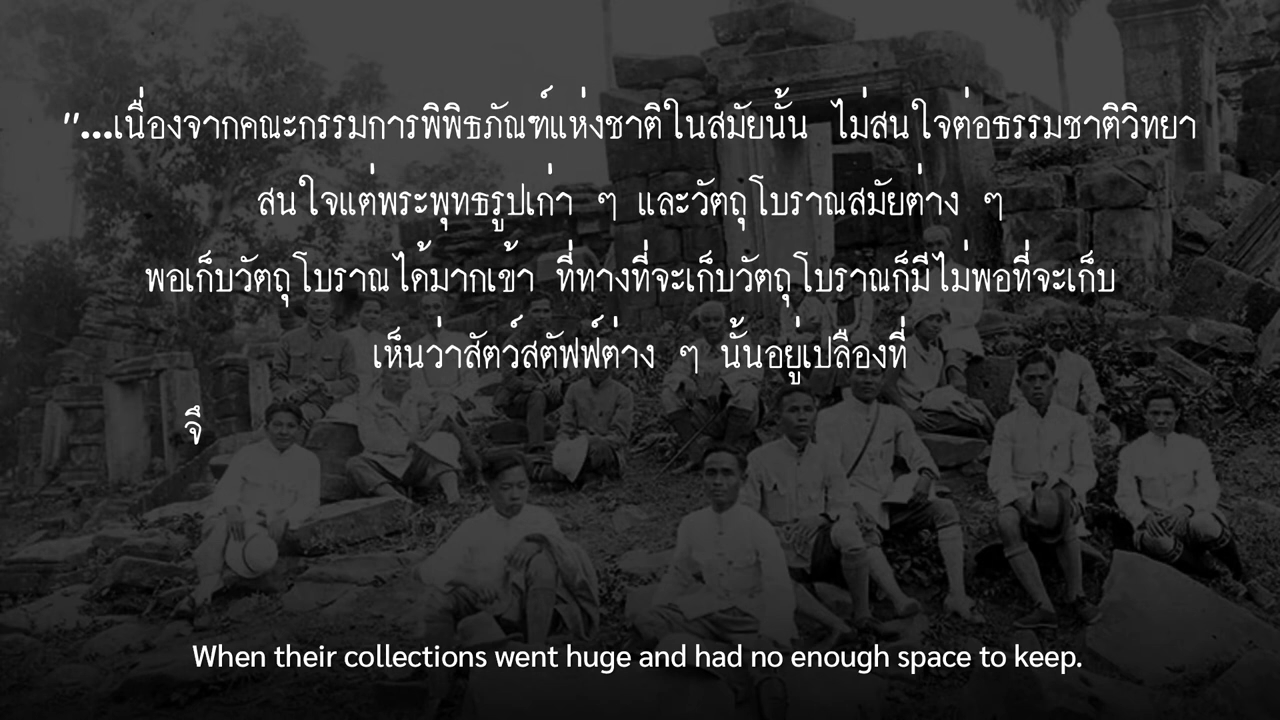 "...เนื่องจากคณะกรรมการพิพิธภัณฑ์แห่งชาติในสมัยนั้น ไม่สนใจต่อธรรมชาติวิทยา
สนใจแต่พระพุทธรูปเก่า ๆ และวัตถุโบราณสมัยต่าง ๆ
พอเก็บวัตถุโบราณได้มากเข้า ที่ทางที่จะเก็บวัตถุโบราณก็มีไม่พอที่จะเก็บ
เห็นว่าสัตว์สตัฟฟ์ต่าง ๆ นั้นอยู่เปลืองที่
จึ
When their collections went huge and had no enough space to keep.